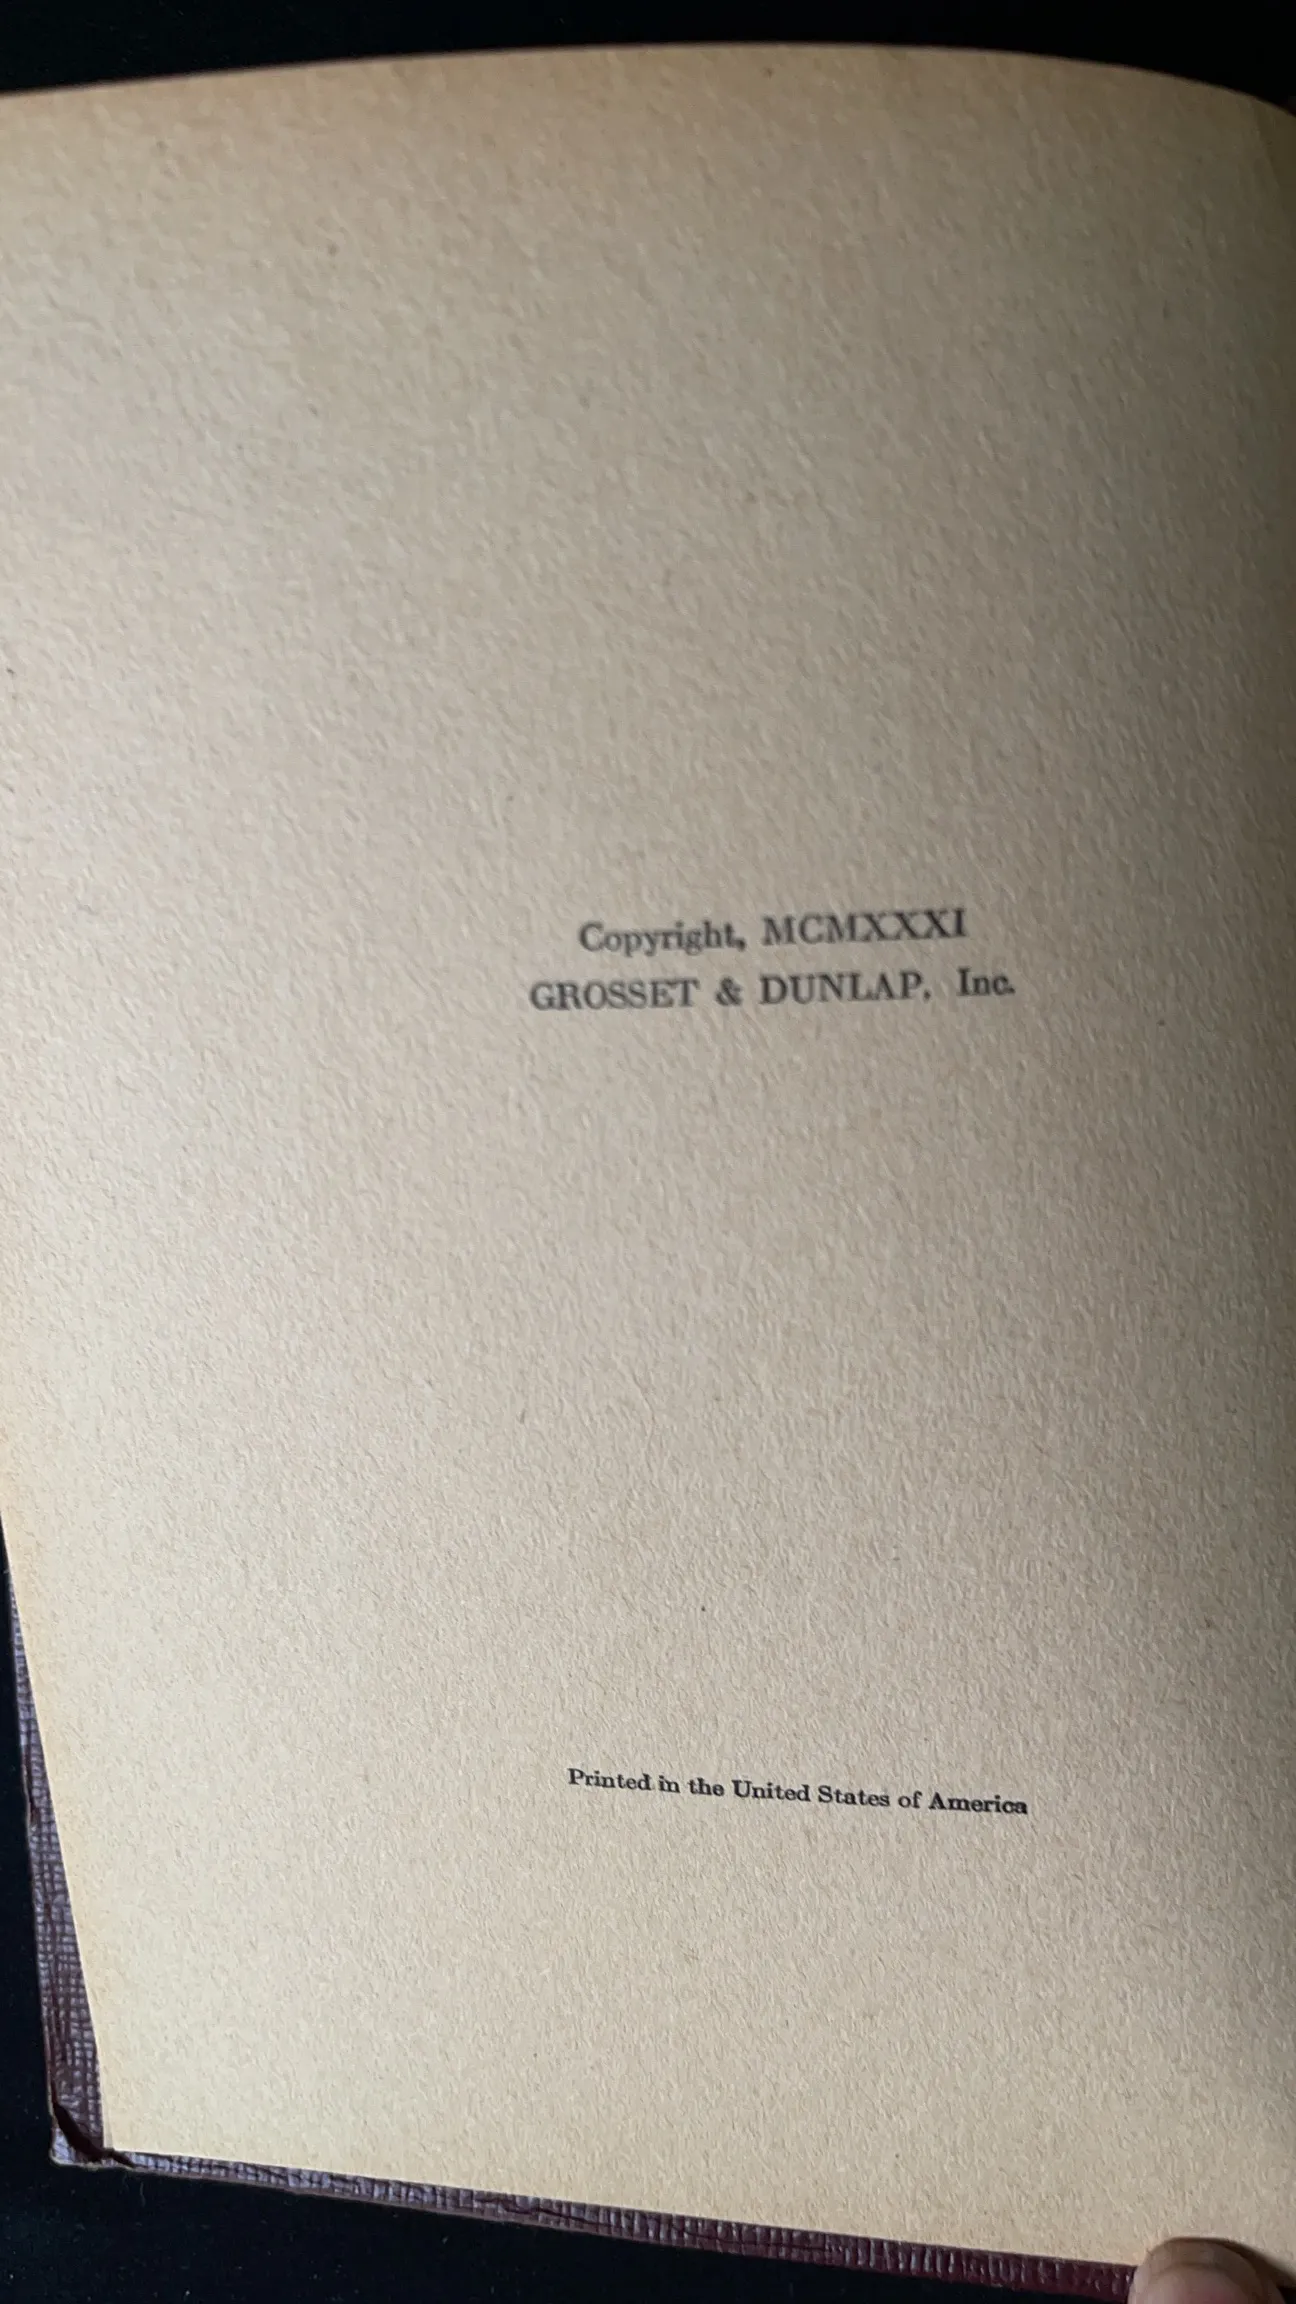 Copyright, MCMXXXI
GROSSET & DUNLAP, Inc.
Printed in the United States of America